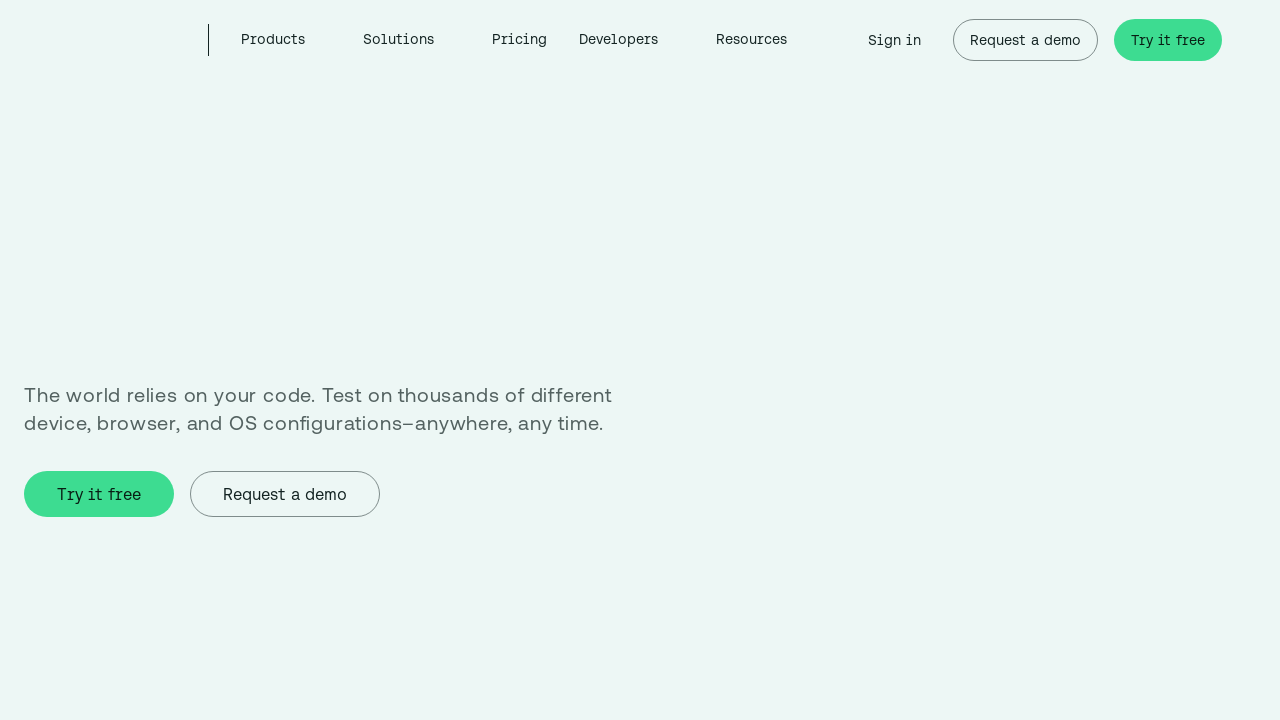 Products
Solutions
Pricing
Developers
Resources
Sign in
Request a demo
Try it free
The world relies on your code. Test on thousands of different
device, browser, and OS configurations–anywhere, any time.
Try it free
Request a demo